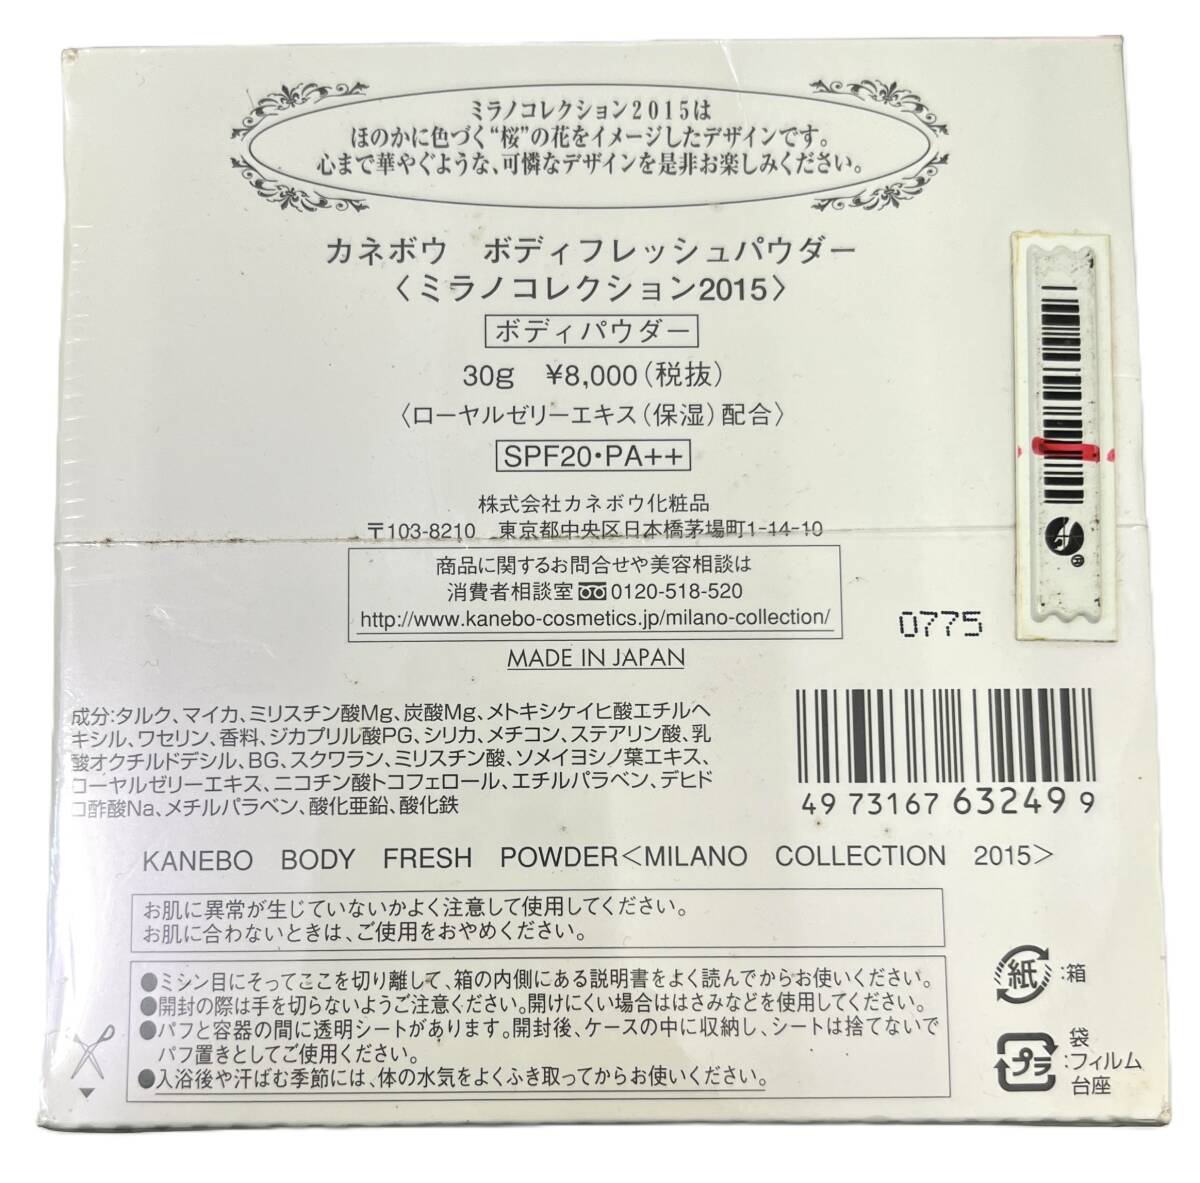 ミラノコレクション2015は
ほのかに色づく“桜”の花をイメージしたデザインです。
心まで華やぐような、可憐なデザインを是非お楽しみください。
カネボウ　ボディフレッシュパウダー
〈ミラノコレクション2015〉
ボディパウダー
30g　¥8,000（税抜）
〈ローヤルゼリーエキス（保湿）配合〉
SPF20・PA++
株式会社カネボウ化粧品
〒103-8210　東京都中央区日本橋茅場町1-14-10
商品に関するお問合せや美容相談は
消費者相談室 0120-518-520
http://www.kanebo-cosmetics.jp/milano-collection/
0775
MADE IN JAPAN
成分：タルク、マイカ、ミリスチン酸Mg、炭酸Mg、メトキシケイヒ酸エチルヘ
キシル、ワセリン、香料、ジカプリル酸PG、シリカ、メチコン、ステアリン酸、乳
酸オクチルドデシル、BG、スクワラン、ミリスチン酸、ソメイヨシノ葉エキス、
ローヤルゼリーエキス、ニコチン酸トコフェロール、エチルパラベン、デヒド
ロ酢酸Na、メチルパラベン、酸化亜鉛、酸化鉄
4973167632499
KANEBO BODY FRESH POWDER＜MILANO COLLECTION 2015＞
お肌に異常が生じていないかよく注意して使用してください。
お肌に合わないときは、ご使用をおやめください。
●ミシン目にそってここを切り離して、箱の内側にある説明書をよく読んでからお使いください。
●開封の際は手を切らないようご注意ください。開けにくい場合ははさみなどを使用してください。
●パフと容器の間に透明シートがあります。開封後、ケースの中に収納し、シートは捨てないで
パフ置きとしてご使用ください。
●入浴後や汗ばむ季節には、体の水気をよくふき取ってからお使いください。
紙：箱
プラ：袋
フィルム
台座